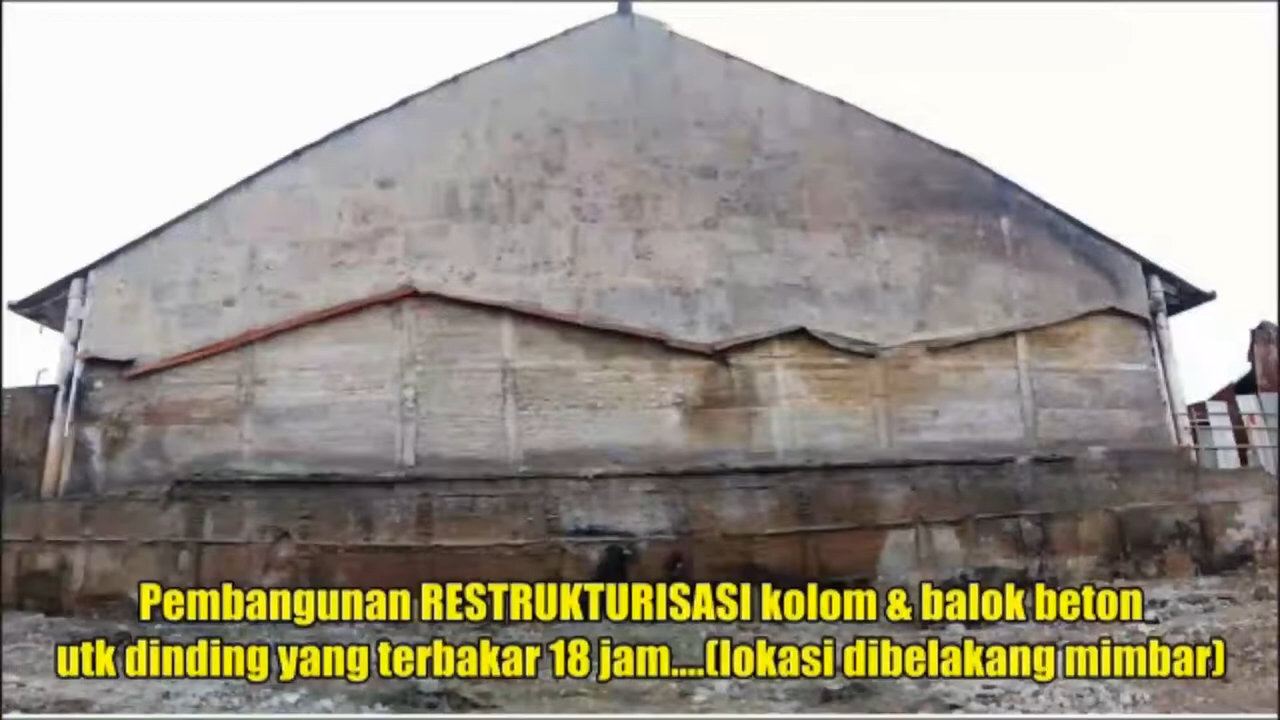 Pembangunan RESTRUKTURISASI kolom & balok beton
utk dinding yang terbakar 18 jam....(lokasi dibelakang mimbar)